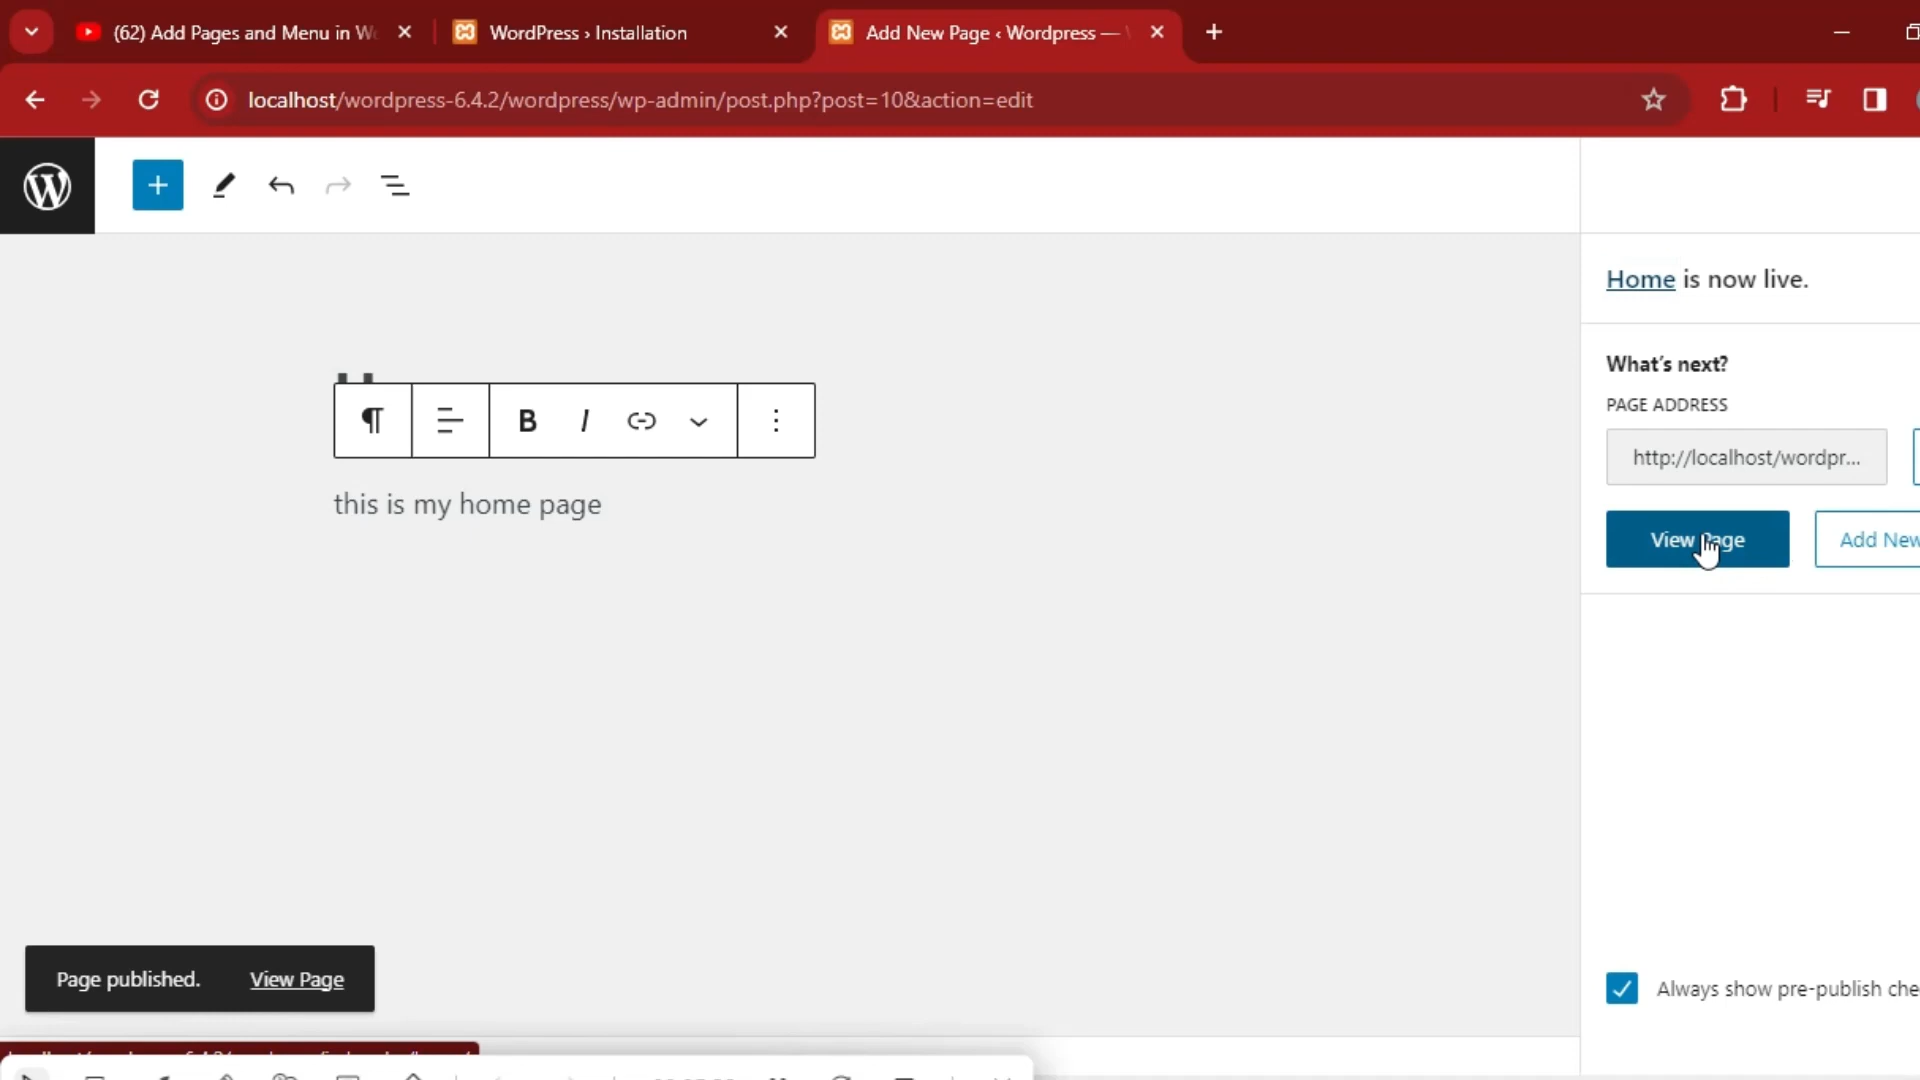 (62) Add Pages and Menu in W
WordPress › Installation
Add New Page ‹ Wordpress —
localhost/wordpress-6.4.2/wordpress/wp-admin/post.php?post=10&action=edit
Home is now live.
What's next?
PAGE ADDRESS
B I
http://localhost/wordpr...
this is my home page
View Page
Add New
Page published. View Page
Always show pre-publish che